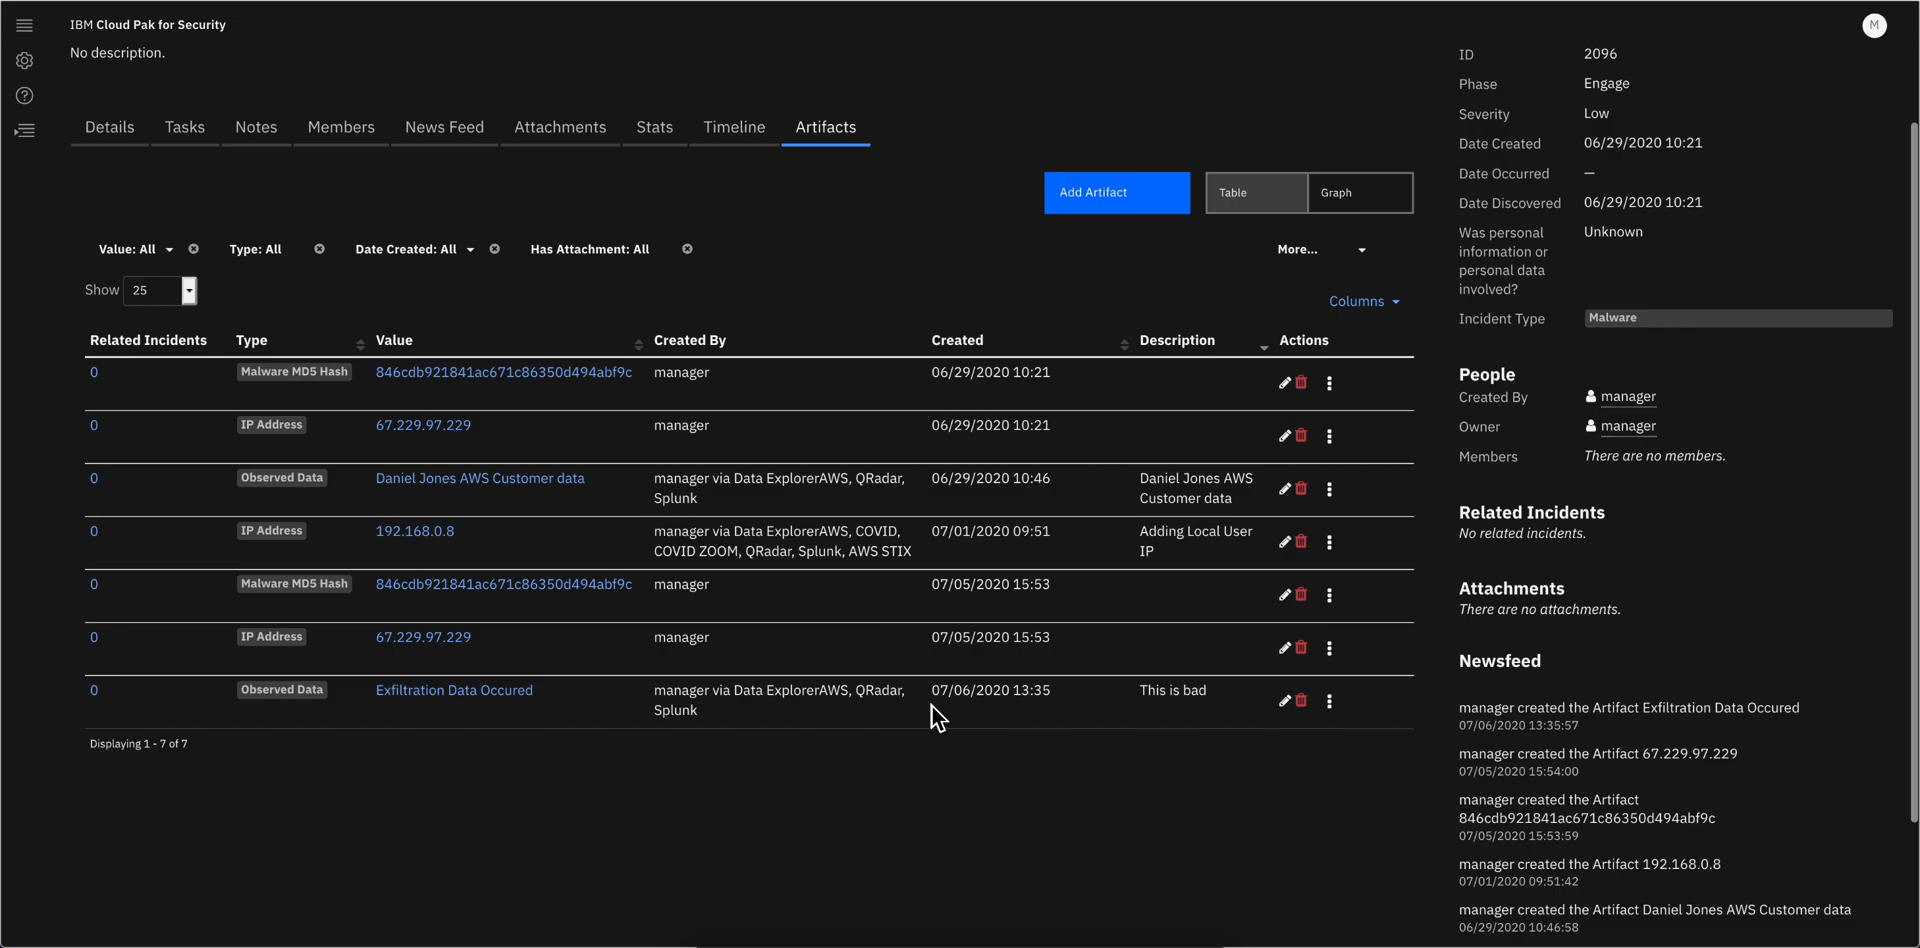 IBM Cloud Pak for Security
No description.
M
Details Tasks Notes Members News Feed Attachments Stats Timeline Artifacts
Add Artifact Table Graph
Value: All Type: All Date Created: All Has Attachment: All More...
Show 25
Columns
Related Incidents Type Value Created By Created Description Actions
0 Malware MD5 Hash 846cdb921841ac671c86350d494abf9c manager 06/29/2020 10:21
0 IP Address 67.229.97.229 manager 06/29/2020 10:21
0 Observed Data Daniel Jones AWS Customer data manager via Data ExplorerAWS, QRadar, 06/29/2020 10:46 Daniel Jones AWS
Splunk Customer data
0 IP Address 192.168.0.8 manager via Data ExplorerAWS, COVID, 07/01/2020 09:51 Adding Local User
COVID ZOOM, QRadar, Splunk, AWS STIX IP
0 Malware MD5 Hash 846cdb921841ac671c86350d494abf9c manager 07/05/2020 15:53
0 IP Address 67.229.97.229 manager 07/05/2020 15:53
0 Observed Data Exfiltration Data Occured manager via Data ExplorerAWS, QRadar, 07/06/2020 13:35 This is bad
Splunk
Displaying 1 - 7 of 7
ID 2096
Phase Engage
Severity Low
Date Created 06/29/2020 10:21
Date Occurred —
Date Discovered 06/29/2020 10:21
Was personal Unknown
information or
personal data
involved?
Incident Type Malware
People
Created By manager
Owner manager
Members There are no members.
Related Incidents
No related incidents.
Attachments
There are no attachments.
Newsfeed
manager created the Artifact Exfiltration Data Occured
07/06/2020 13:35:57
manager created the Artifact 67.229.97.229
07/05/2020 15:54:00
manager created the Artifact
846cdb921841ac671c86350d494abf9c
07/05/2020 15:53:59
manager created the Artifact 192.168.0.8
07/01/2020 09:51:42
manager created the Artifact Daniel Jones AWS Customer data
06/29/2020 10:46:58